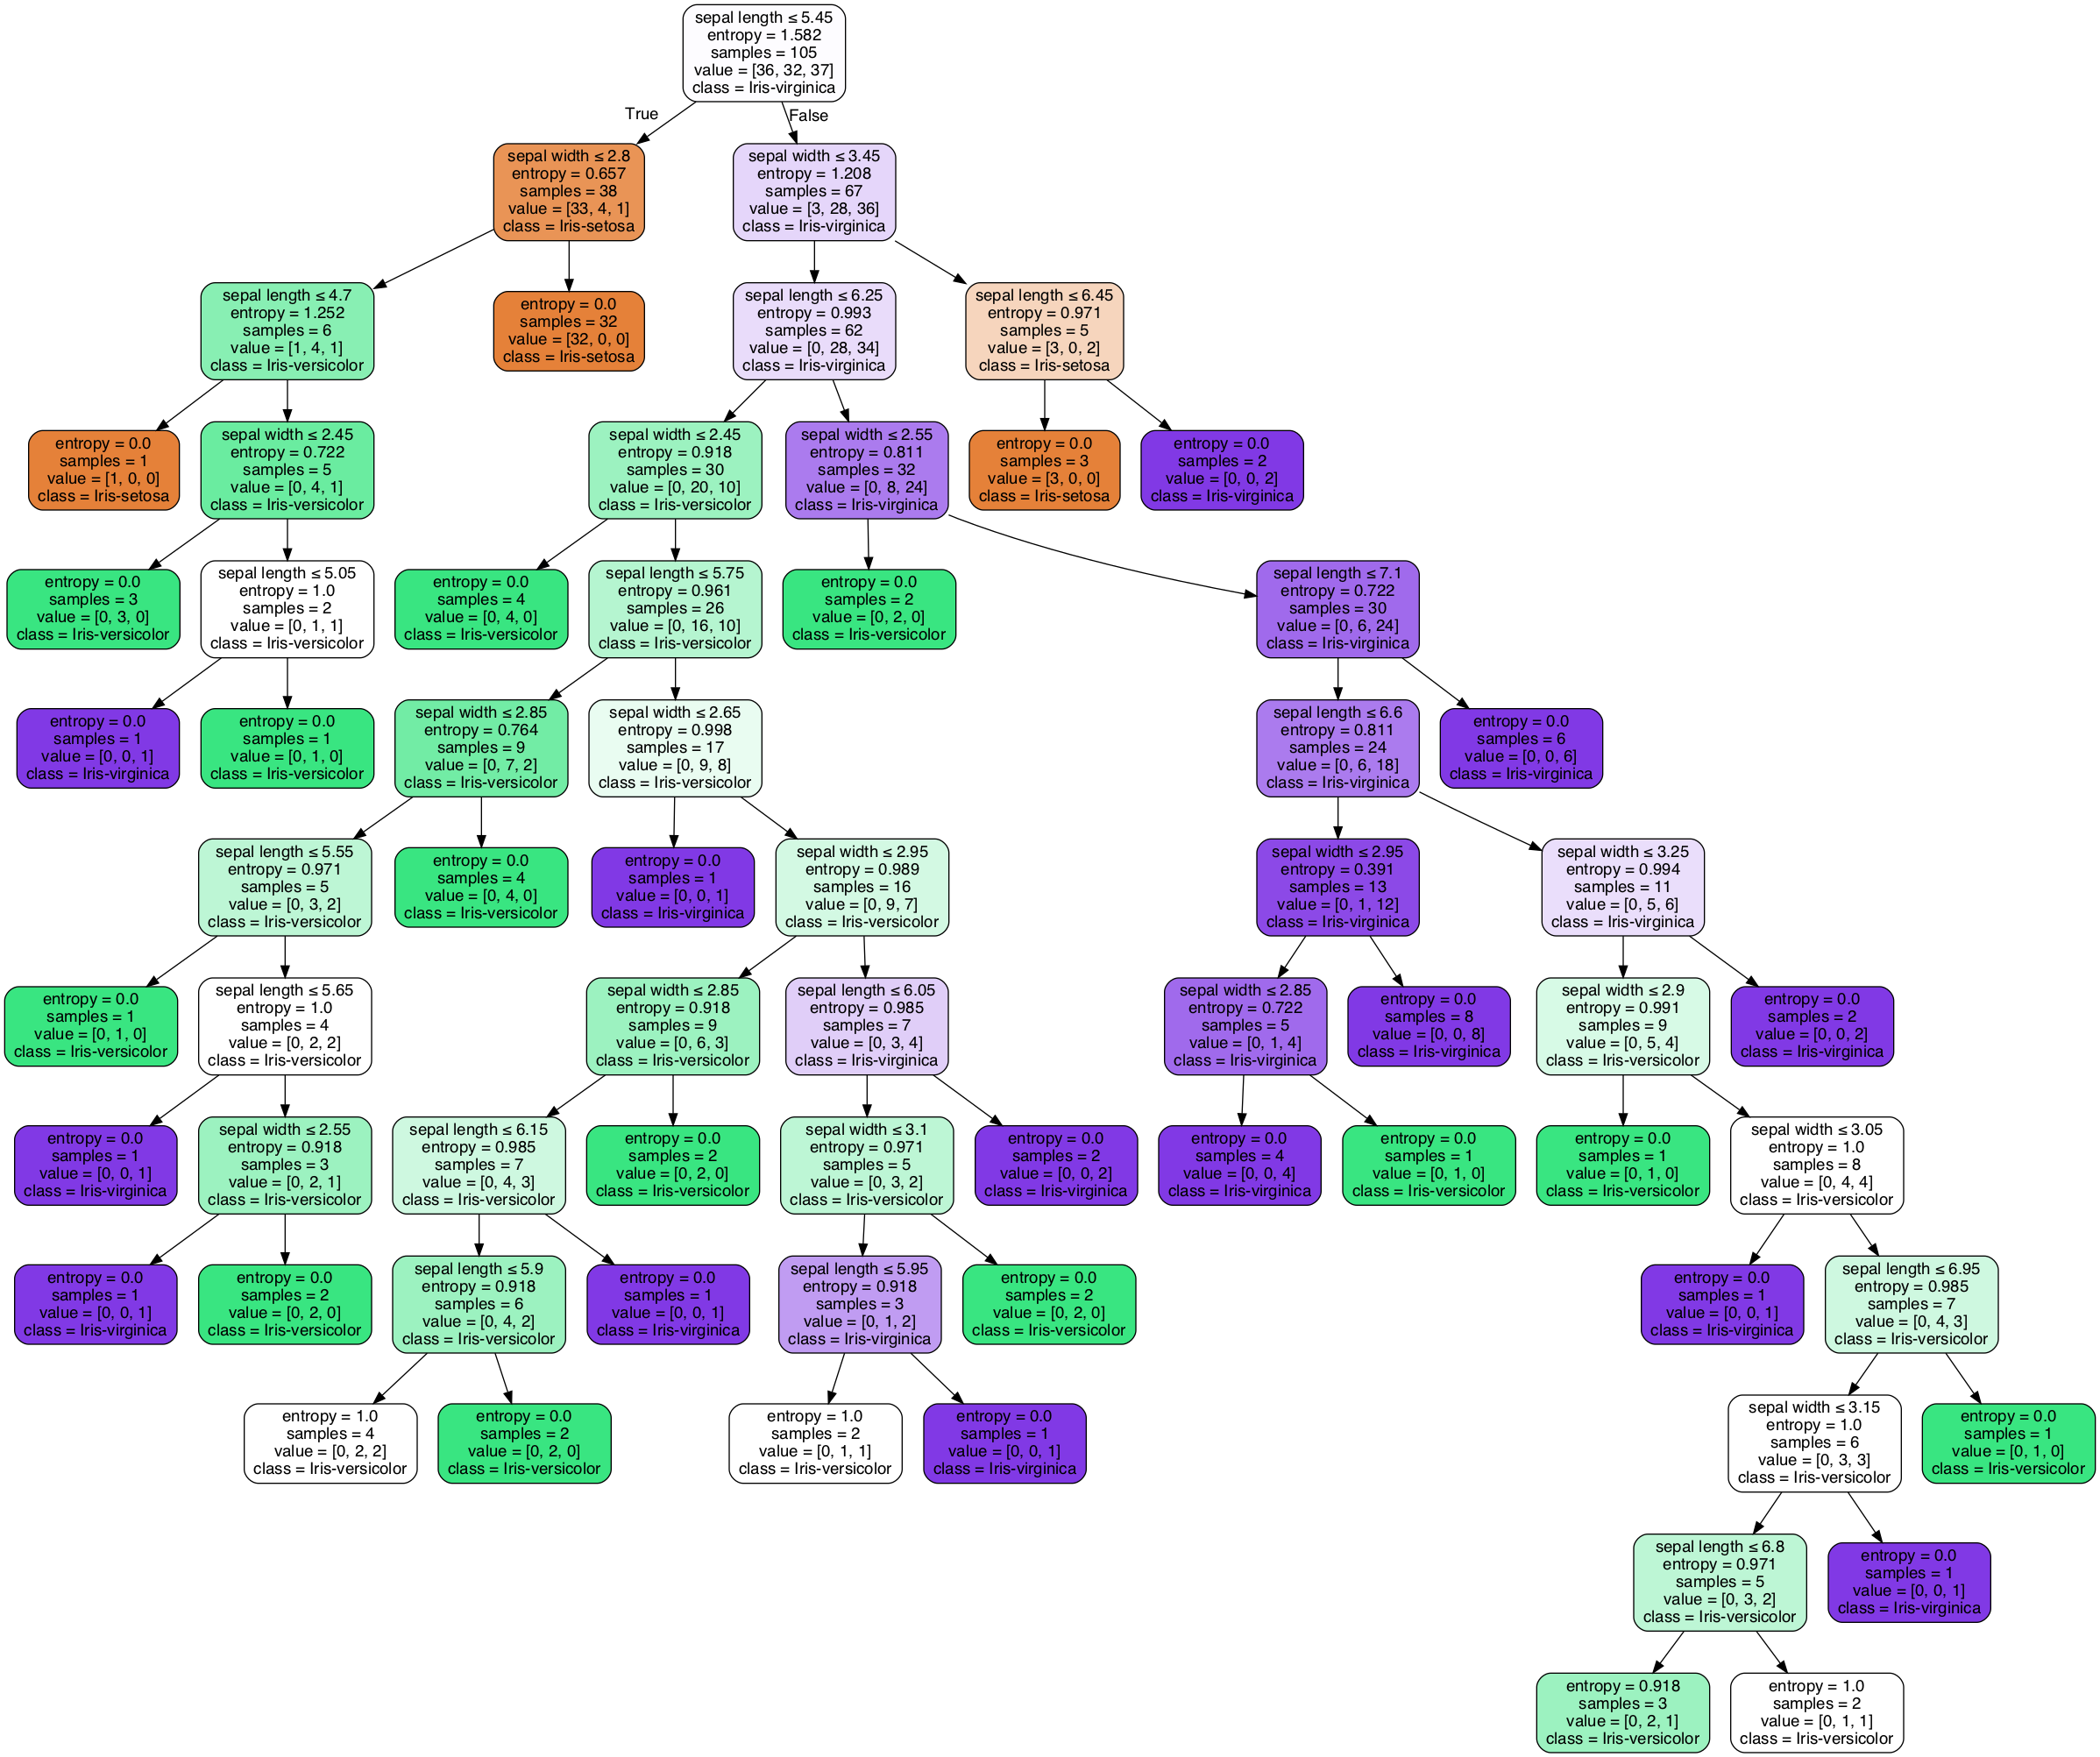 sepal length ≤ 5.45
entropy = 1.582
samples = 105
value = [36, 32, 37]
class = Iris-virginica
True
False
sepal width ≤ 2.8
entropy = 0.657
samples = 38
value = [33, 4, 1]
class = Iris-setosa
sepal width ≤ 3.45
entropy = 1.208
samples = 67
value = [3, 28, 36]
class = Iris-virginica
sepal length ≤ 4.7
entropy = 1.252
samples = 6
value = [1, 4, 1]
class = Iris-versicolor
entropy = 0.0
samples = 32
value = [32, 0, 0]
class = Iris-setosa
sepal length ≤ 6.25
entropy = 0.993
samples = 62
value = [0, 28, 34]
class = Iris-virginica
sepal length ≤ 6.45
entropy = 0.971
samples = 5
value = [3, 0, 2]
class = Iris-setosa
entropy = 0.0
samples = 1
value = [1, 0, 0]
class = Iris-setosa
sepal width ≤ 2.45
entropy = 0.722
samples = 5
value = [0, 4, 1]
class = Iris-versicolor
sepal width ≤ 2.45
entropy = 0.918
samples = 30
value = [0, 20, 10]
class = Iris-versicolor
sepal width ≤ 2.55
entropy = 0.811
samples = 32
value = [0, 8, 24]
class = Iris-virginica
entropy = 0.0
samples = 3
value = [3, 0, 0]
class = Iris-setosa
entropy = 0.0
samples = 2
value = [0, 0, 2]
class = Iris-virginica
entropy = 0.0
samples = 3
value = [0, 3, 0]
class = Iris-versicolor
sepal length ≤ 5.05
entropy = 1.0
samples = 2
value = [0, 1, 1]
class = Iris-versicolor
entropy = 0.0
samples = 4
value = [0, 4, 0]
class = Iris-versicolor
sepal length ≤ 5.75
entropy = 0.961
samples = 26
value = [0, 16, 10]
class = Iris-versicolor
entropy = 0.0
samples = 2
value = [0, 2, 0]
class = Iris-versicolor
sepal length ≤ 7.1
entropy = 0.722
samples = 30
value = [0, 6, 24]
class = Iris-virginica
entropy = 0.0
samples = 1
value = [0, 0, 1]
class = Iris-virginica
entropy = 0.0
samples = 1
value = [0, 1, 0]
class = Iris-versicolor
sepal width ≤ 2.85
entropy = 0.764
samples = 9
value = [0, 7, 2]
class = Iris-versicolor
sepal width ≤ 2.65
entropy = 0.998
samples = 17
value = [0, 9, 8]
class = Iris-versicolor
sepal length ≤ 6.6
entropy = 0.811
samples = 24
value = [0, 6, 18]
class = Iris-virginica
entropy = 0.0
samples = 6
value = [0, 0, 6]
class = Iris-virginica
sepal length ≤ 5.55
entropy = 0.971
samples = 5
value = [0, 3, 2]
class = Iris-versicolor
entropy = 0.0
samples = 4
value = [0, 4, 0]
class = Iris-versicolor
entropy = 0.0
samples = 1
value = [0, 0, 1]
class = Iris-virginica
sepal width ≤ 2.95
entropy = 0.989
samples = 16
value = [0, 9, 7]
class = Iris-versicolor
sepal width ≤ 2.95
entropy = 0.391
samples = 13
value = [0, 1, 12]
class = Iris-virginica
sepal width ≤ 3.25
entropy = 0.994
samples = 11
value = [0, 5, 6]
class = Iris-virginica
entropy = 0.0
samples = 1
value = [0, 1, 0]
class = Iris-versicolor
sepal length ≤ 5.65
entropy = 1.0
samples = 4
value = [0, 2, 2]
class = Iris-versicolor
sepal width ≤ 2.85
entropy = 0.918
samples = 9
value = [0, 6, 3]
class = Iris-versicolor
sepal length ≤ 6.05
entropy = 0.985
samples = 7
value = [0, 3, 4]
class = Iris-virginica
sepal width ≤ 2.85
entropy = 0.722
samples = 5
value = [0, 1, 4]
class = Iris-virginica
entropy = 0.0
samples = 8
value = [0, 0, 8]
class = Iris-virginica
sepal width ≤ 2.9
entropy = 0.991
samples = 9
value = [0, 5, 4]
class = Iris-versicolor
entropy = 0.0
samples = 2
value = [0, 0, 2]
class = Iris-virginica
entropy = 0.0
samples = 1
value = [0, 0, 1]
class = Iris-virginica
sepal width ≤ 2.55
entropy = 0.918
samples = 3
value = [0, 2, 1]
class = Iris-versicolor
sepal length ≤ 6.15
entropy = 0.985
samples = 7
value = [0, 4, 3]
class = Iris-versicolor
entropy = 0.0
samples = 2
value = [0, 2, 0]
class = Iris-versicolor
sepal width ≤ 3.1
entropy = 0.971
samples = 5
value = [0, 3, 2]
class = Iris-versicolor
entropy = 0.0
samples = 2
value = [0, 0, 2]
class = Iris-virginica
entropy = 0.0
samples = 4
value = [0, 0, 4]
class = Iris-virginica
entropy = 0.0
samples = 1
value = [0, 1, 0]
class = Iris-versicolor
entropy = 0.0
samples = 1
value = [0, 1, 0]
class = Iris-versicolor
sepal width ≤ 3.05
entropy = 1.0
samples = 8
value = [0, 4, 4]
class = Iris-versicolor
entropy = 0.0
samples = 1
value = [0, 0, 1]
class = Iris-virginica
entropy = 0.0
samples = 2
value = [0, 2, 0]
class = Iris-versicolor
sepal length ≤ 5.9
entropy = 0.918
samples = 6
value = [0, 4, 2]
class = Iris-versicolor
entropy = 0.0
samples = 1
value = [0, 0, 1]
class = Iris-virginica
sepal length ≤ 5.95
entropy = 0.918
samples = 3
value = [0, 1, 2]
class = Iris-virginica
entropy = 0.0
samples = 2
value = [0, 2, 0]
class = Iris-versicolor
entropy = 0.0
samples = 1
value = [0, 0, 1]
class = Iris-virginica
sepal length ≤ 6.95
entropy = 0.985
samples = 7
value = [0, 4, 3]
class = Iris-versicolor
entropy = 1.0
samples = 4
value = [0, 2, 2]
class = Iris-versicolor
entropy = 0.0
samples = 2
value = [0, 2, 0]
class = Iris-versicolor
entropy = 1.0
samples = 2
value = [0, 1, 1]
class = Iris-versicolor
entropy = 0.0
samples = 1
value = [0, 0, 1]
class = Iris-virginica
sepal width ≤ 3.15
entropy = 1.0
samples = 6
value = [0, 3, 3]
class = Iris-versicolor
entropy = 0.0
samples = 1
value = [0, 1, 0]
class = Iris-versicolor
sepal length ≤ 6.8
entropy = 0.971
samples = 5
value = [0, 3, 2]
class = Iris-versicolor
entropy = 0.0
samples = 1
value = [0, 0, 1]
class = Iris-virginica
entropy = 0.918
samples = 3
value = [0, 2, 1]
class = Iris-versicolor
entropy = 1.0
samples = 2
value = [0, 1, 1]
class = Iris-versicolor